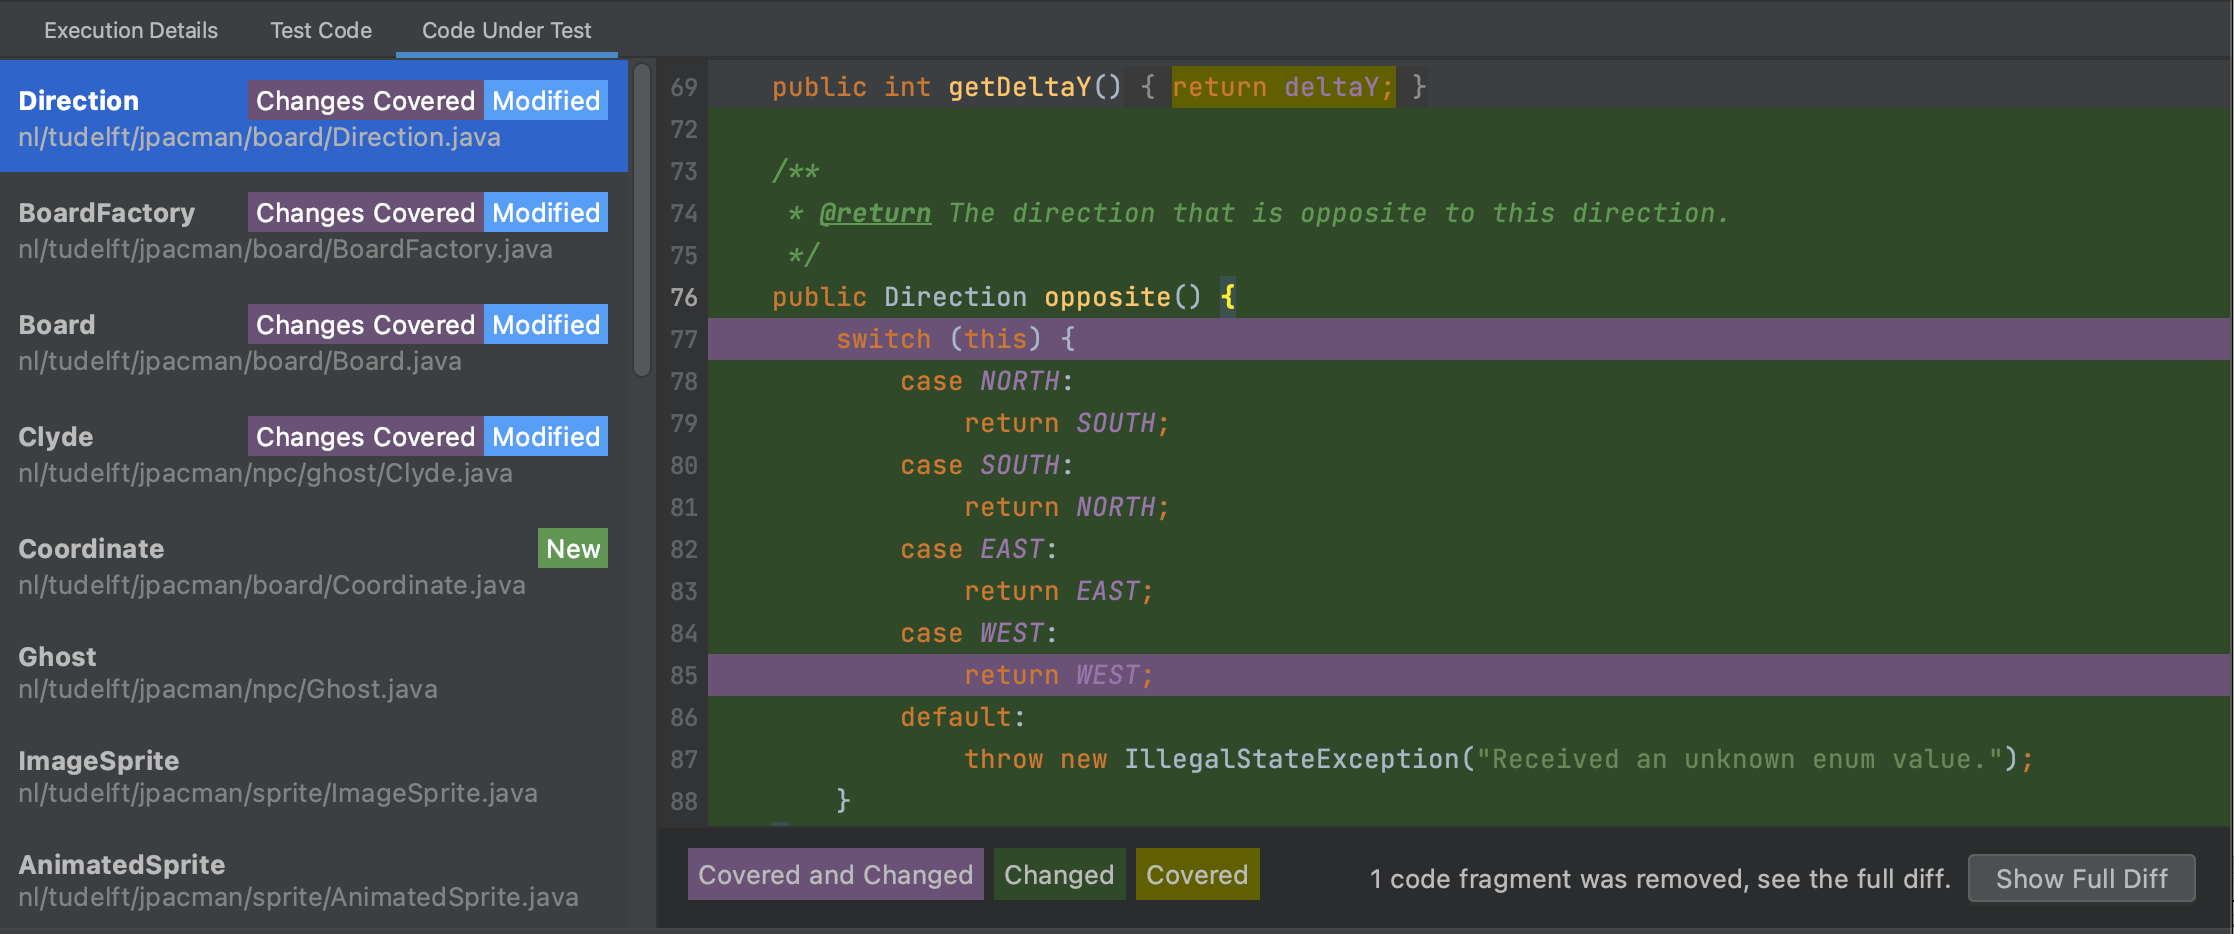 Execution Details Test Code Code Under Test
Direction Changes Covered Modified
nl/tudelft/jpacman/board/Direction.java
BoardFactory Changes Covered Modified
nl/tudelft/jpacman/board/BoardFactory.java
Board Changes Covered Modified
nl/tudelft/jpacman/board/Board.java
Clyde Changes Covered Modified
nl/tudelft/jpacman/npc/ghost/Clyde.java
Coordinate New
nl/tudelft/jpacman/board/Coordinate.java
Ghost
nl/tudelft/jpacman/npc/Ghost.java
ImageSprite
nl/tudelft/jpacman/sprite/ImageSprite.java
AnimatedSprite
nl/tudelft/jpacman/sprite/AnimatedSprite.java
69 public int getDeltaY() { return deltaY; }
72
73 /**
74 * @return The direction that is opposite to this direction.
75 */
76 public Direction opposite() {
77 switch (this) {
78 case NORTH:
79 return SOUTH;
80 case SOUTH:
81 return NORTH;
82 case EAST:
83 return EAST;
84 case WEST:
85 return WEST;
86 default:
87 throw new IllegalStateException("Received an unknown enum value.");
88 }
Covered and Changed Changed Covered 1 code fragment was removed, see the full diff. Show Full Diff